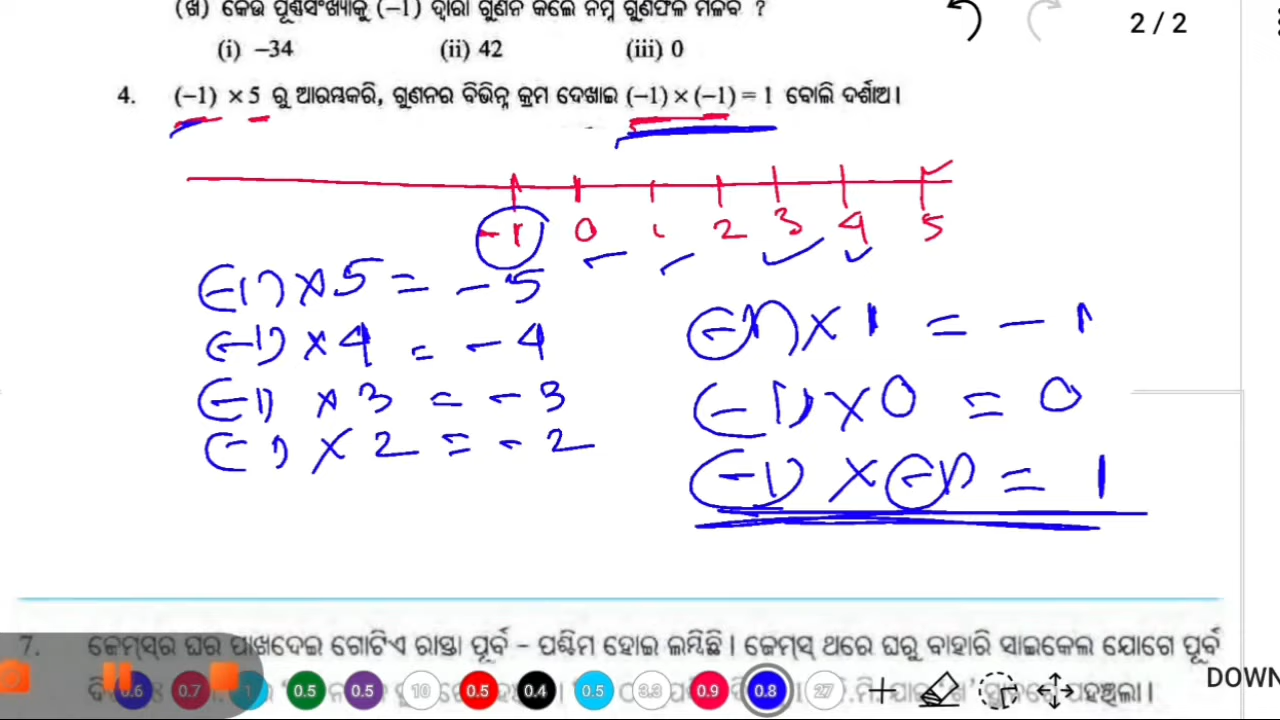 (ଖ) କେଉଁ ପୂର୍ଣ୍ଣସଂଖ୍ୟାକୁ (−1) ଦ୍ୱାରା ଗୁଣନ କଲେ ନିମ୍ନ ଗୁଣଫଳ ମିଳିବ ?
2 / 2
(i) −34 (ii) 42 (iii) 0
4. (−1) × 5 ରୁ ଆରମ୍ଭକରି, ଗୁଣନର ବିଭିନ୍ନ କ୍ରମ ଦେଖାଇ (−1) × (−1) = 1 ବୋଲି ଦର୍ଶାଅ।
-1 0 1 2 3 4 5
(-1) × 5 = -5
(-1) × 4 = -4
(-1) × 3 = -3
(-1) × 2 = -2
(-1) × 1 = -1
(-1) × 0 = 0
(-1) × (-1) = 1
7. ଜେମ୍ସ୍‌ର ଘର ପାଖଦେଇ ଗୋଟିଏ ରାସ୍ତା ପୂର୍ବ – ପଶ୍ଚିମ ହୋଇ ଲମ୍ବିଛି। ଜେମ୍ସ୍ ଥରେ ଘରୁ ବାହାରି ସାଇକେଲ ଯୋଗେ ପୂର୍ବ
DOWN
0.6 0.7 1 0.5 0.5 10 0.5 0.4 0.5 3.3 0.9 0.8 27
ପହଞ୍ଚିଲା।